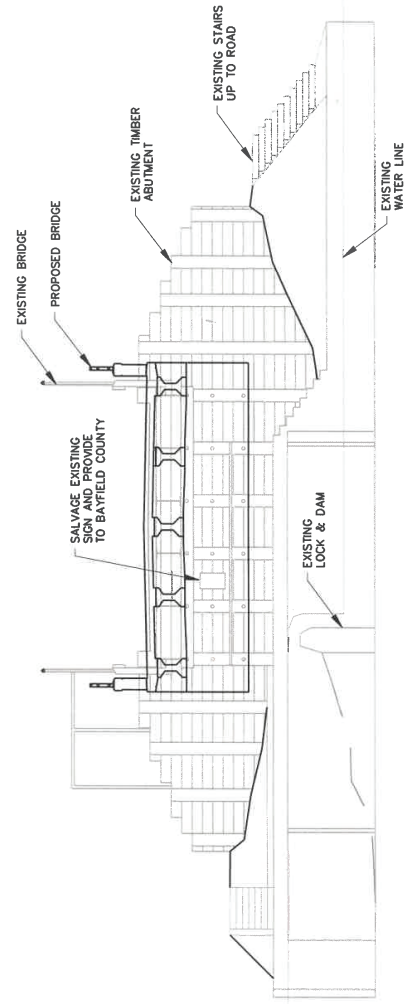 EXISTING BRIDGE
PROPOSED BRIDGE
SALVAGE EXISTING
SIGN AND PROVIDE
TO BAYFIELD COUNTY
EXISTING TIMBER
ABUTMENT
EXISTING STAIRS
UP TO ROAD
EXISTING
LOCK & DAM
EXISTING
WATER LINE